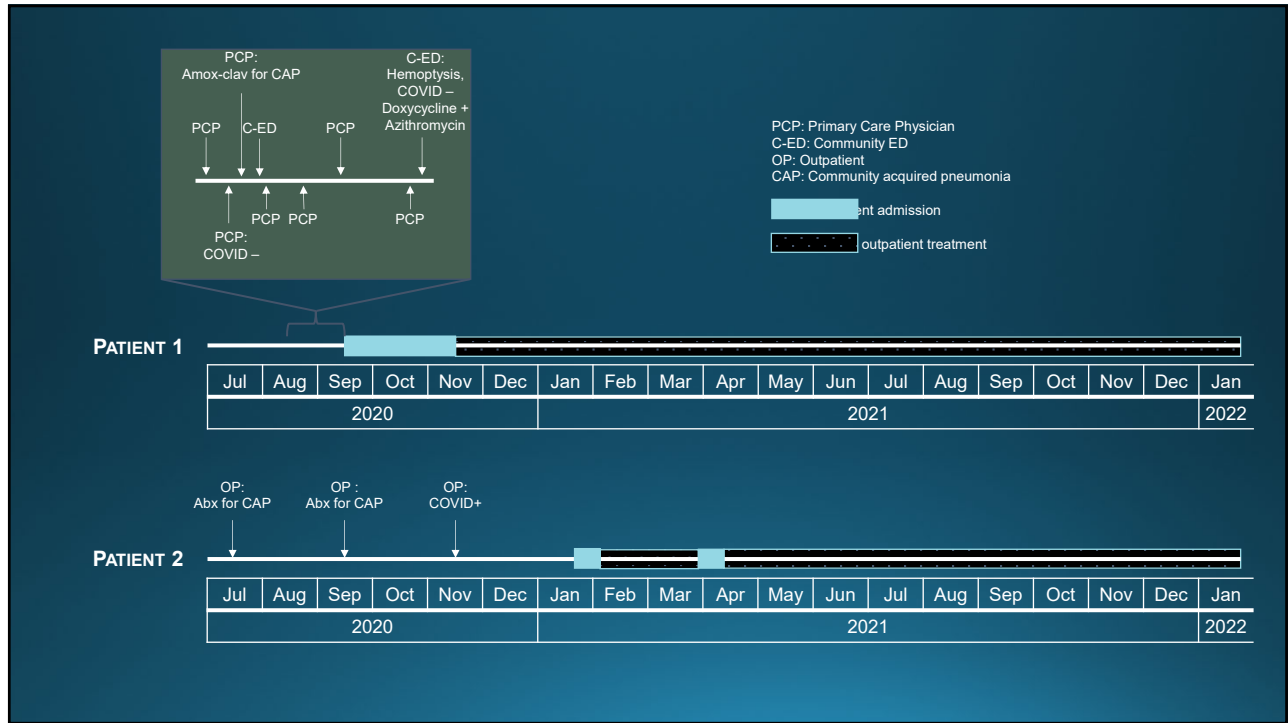 PCP:
Amox-clav for CAP
C-ED:
Hemoptysis,
COVID –
Doxycycline +
Azithromycin
PCP
C-ED
PCP
PCP
PCP
PCP
PCP:
COVID –
PCP: Primary Care Physician
C-ED: Community ED
OP: Outpatient
CAP: Community acquired pneumonia
ent admission
outpatient treatment
PATIENT 1
Jul Aug Sep Oct Nov Dec Jan Feb Mar Apr May Jun Jul Aug Sep Oct Nov Dec Jan
2020 2021 2022
OP:
Abx for CAP
OP :
Abx for CAP
OP:
COVID+
PATIENT 2
Jul Aug Sep Oct Nov Dec Jan Feb Mar Apr May Jun Jul Aug Sep Oct Nov Dec Jan
2020 2021 2022